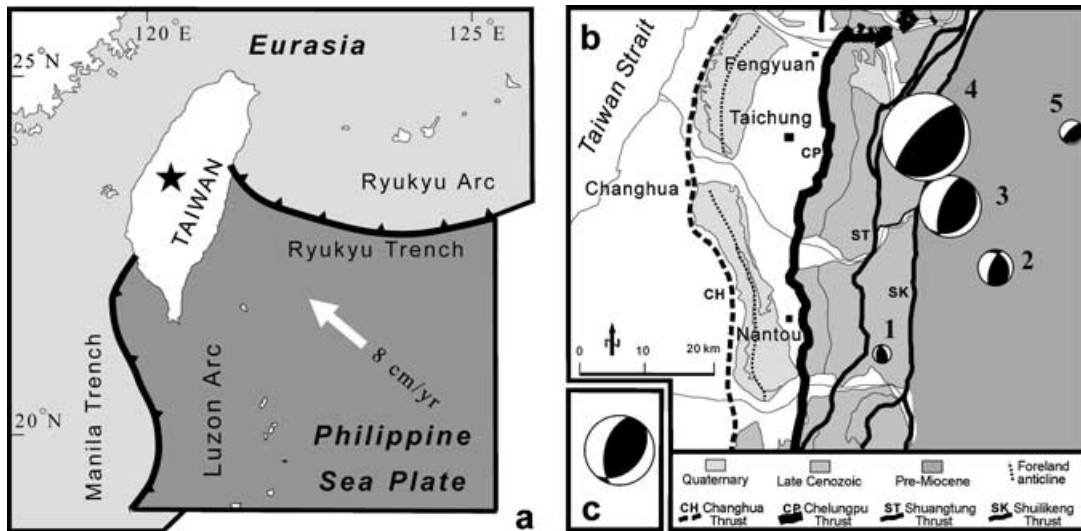 120°E
125°E
Eurasia
25°N
TAIWAN
Ryukyu Arc
Ryukyu Trench
8 cm/yr
Manila Trench
Luzon Arc
20°N
Philippine
Sea Plate
a
b
Taiwan Strait
Fengyuan
4
5
Taichung
CP
Changhua
3
ST
2
CH
SK
Nantou
1
N
0 10 20 km
c
Quaternary
Late Cenozoic
Pre-Miocene
Foreland
anticline
CH Changhua
Thrust
CP Chelungpu
Thrust
ST Shuangtung
Thrust
SK Shuilikeng
Thrust